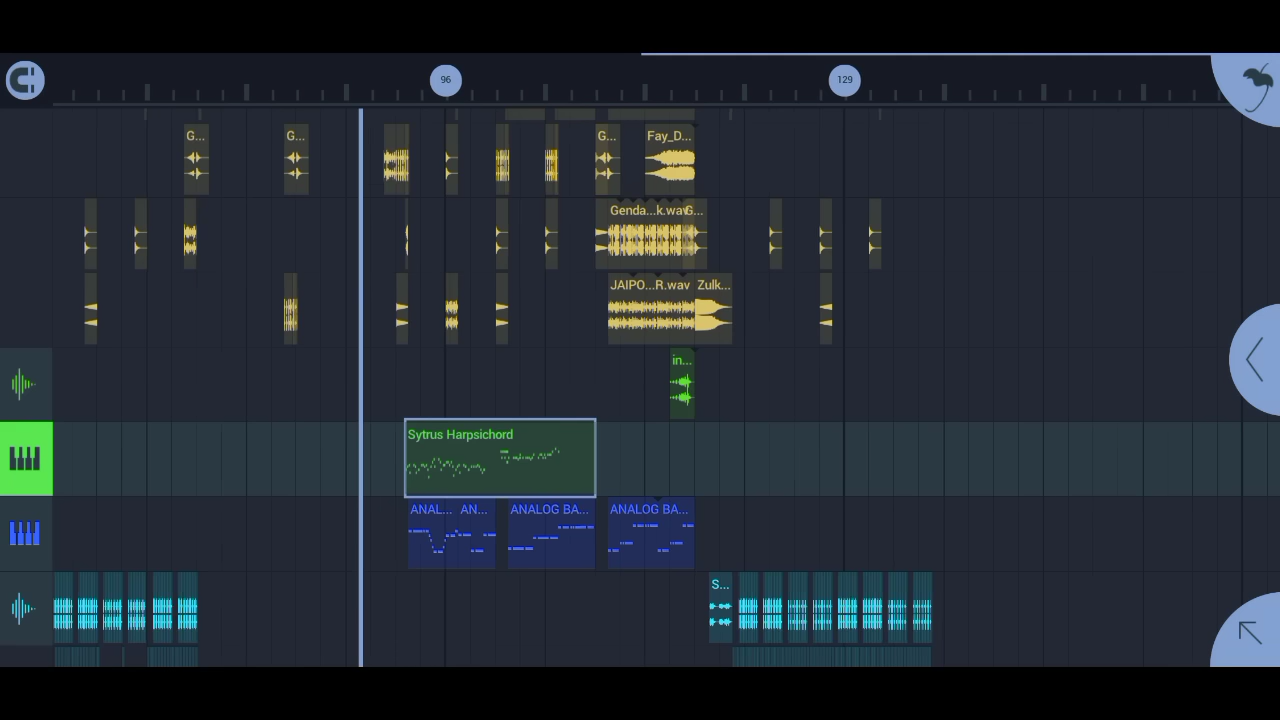 96
129
G...
G...
G...
Fay_D...
Genda...k.wav
G...
JAIPO...R.wav
Zulk...
in...
Sytrus Harpsichord
ANAL...
AN...
ANALOG BA...
ANALOG BA...
S...